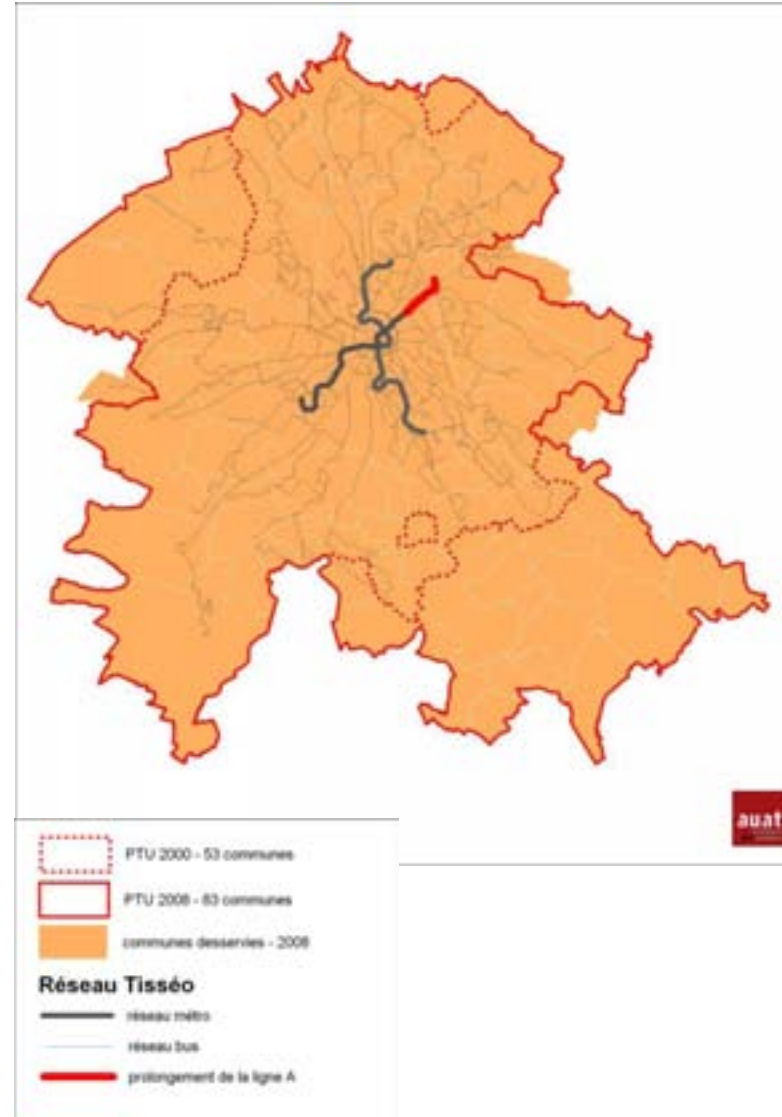 auat
PTU 2000 - 53 communes
PTU 2008 - 83 communes
communes desservies - 2008
Réseau Tisséo
réseau métro
réseau bus
prolongement de la ligne A